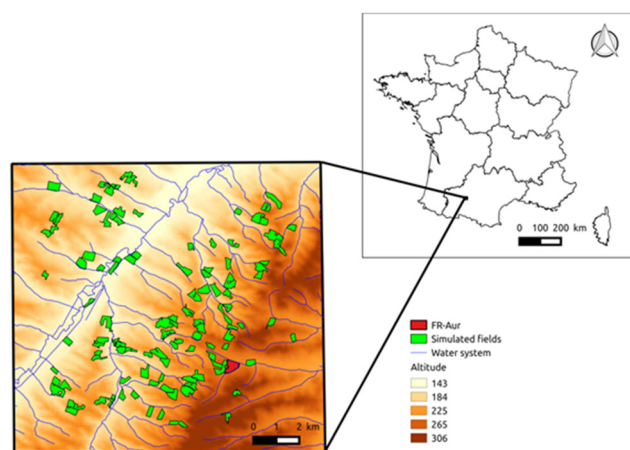 0 100 200 km
FR-Aur
Simulated fields
Water system
Altitude
143
184
225
265
306
0 1 2 km